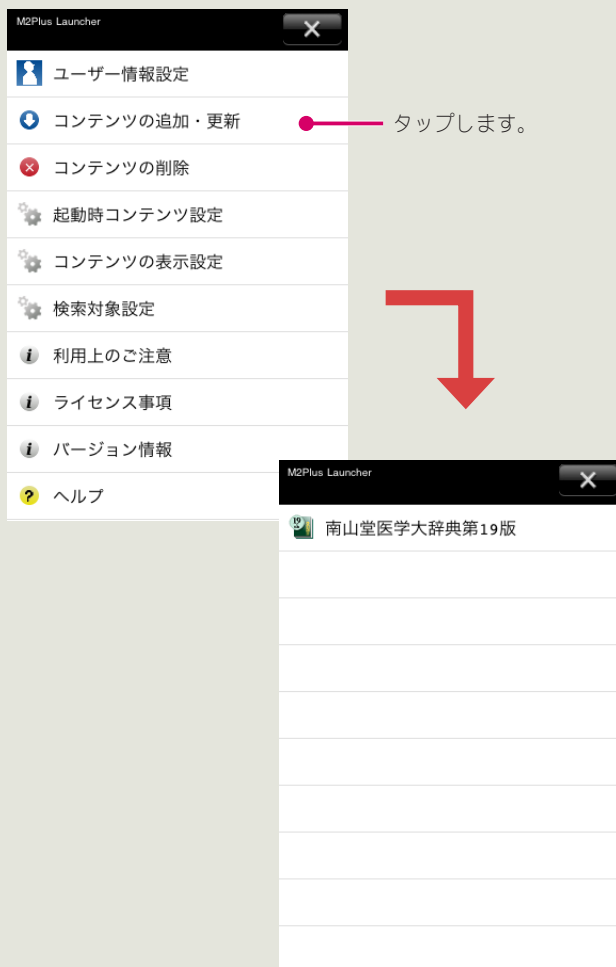 M2Plus Launcher
ユーザー情報設定
コンテンツの追加・更新
タップします。
コンテンツの削除
起動時コンテンツ設定
コンテンツの表示設定
検索対象設定
利用上のご注意
ライセンス事項
バージョン情報
ヘルプ
M2Plus Launcher
南山堂医学大辞典第19版